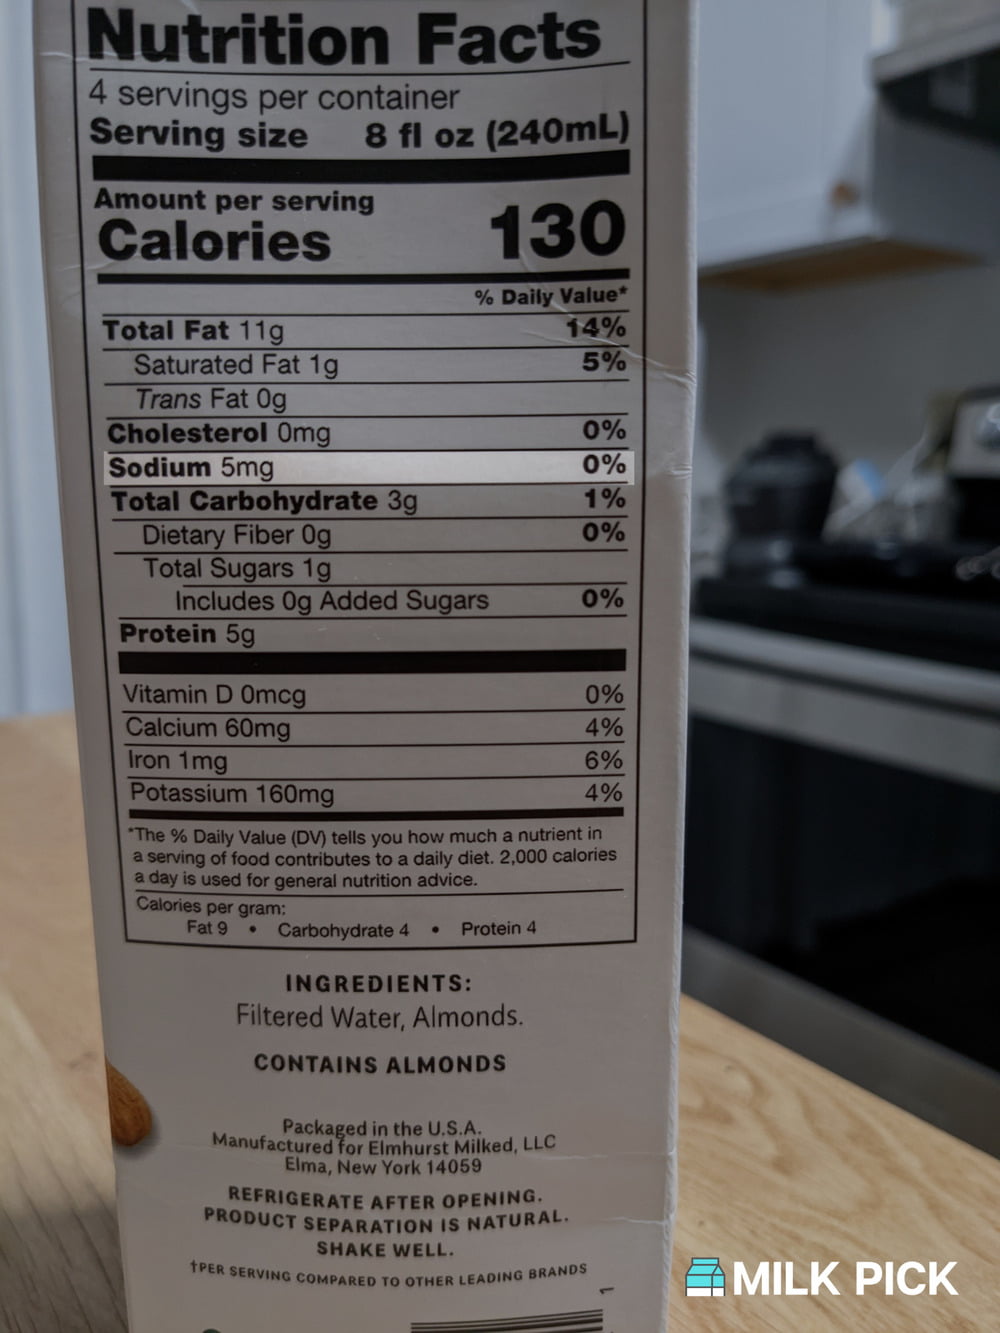 Nutrition Facts
4 servings per container
Serving size 8 fl oz (240mL)
Amount per serving
Calories 130
% Daily Value*
Total Fat 11g 14%
Saturated Fat 1g 5%
Trans Fat 0g
Cholesterol 0mg 0%
Sodium 5mg 0%
Total Carbohydrate 3g 1%
Dietary Fiber 0g 0%
Total Sugars 1g
Includes 0g Added Sugars 0%
Protein 5g
Vitamin D 0mcg 0%
Calcium 60mg 4%
Iron 1mg 6%
Potassium 160mg 4%
*The % Daily Value (DV) tells you how much a nutrient in
a serving of food contributes to a daily diet. 2,000 calories
a day is used for general nutrition advice.
Calories per gram:
Fat 9 • Carbohydrate 4 • Protein 4
INGREDIENTS:
Filtered Water, Almonds.
CONTAINS ALMONDS
Packaged in the U.S.A.
Manufactured for Elmhurst Milked, LLC
Elma, New York 14059
REFRIGERATE AFTER OPENING.
PRODUCT SEPARATION IS NATURAL.
SHAKE WELL.
†PER SERVING COMPARED TO OTHER LEADING BRANDS
1
MILK PICK